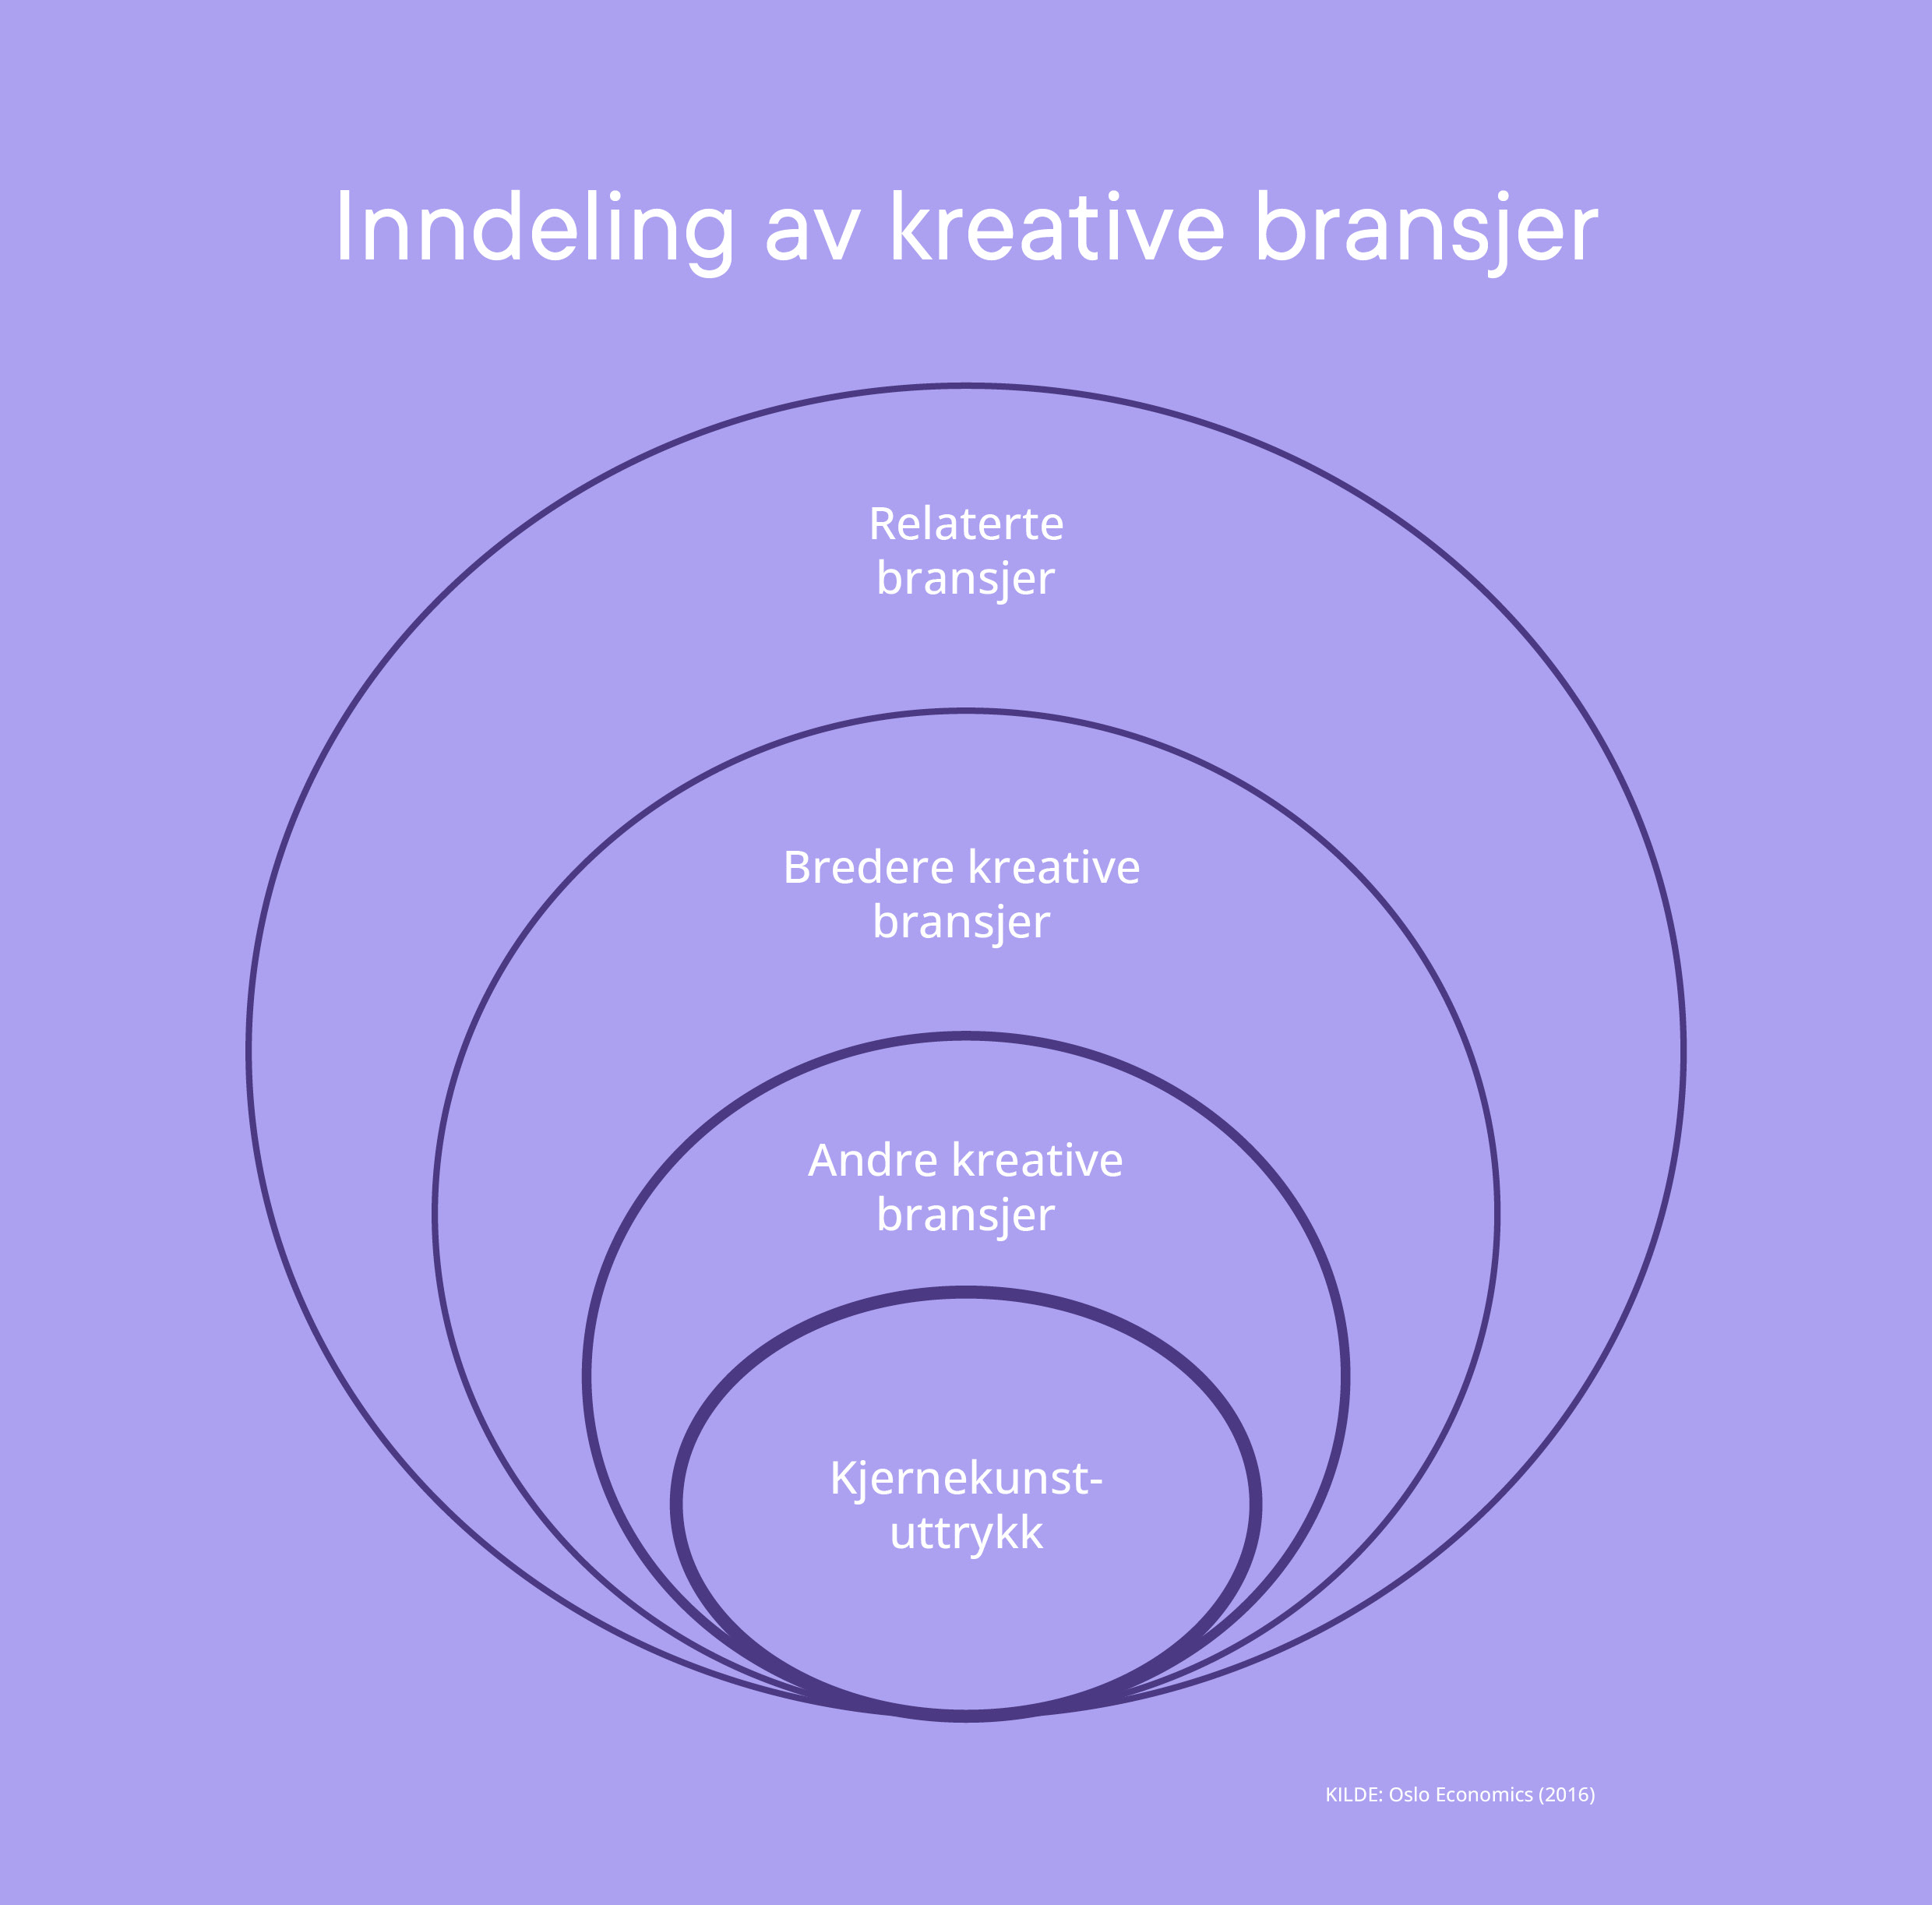 Inndeling av kreative bransjer
Relaterte
bransjer
Bredere kreative
bransjer
Andre kreative
bransjer
Kjernekunst-
uttrykk
KILDE: Oslo Economics (2016)